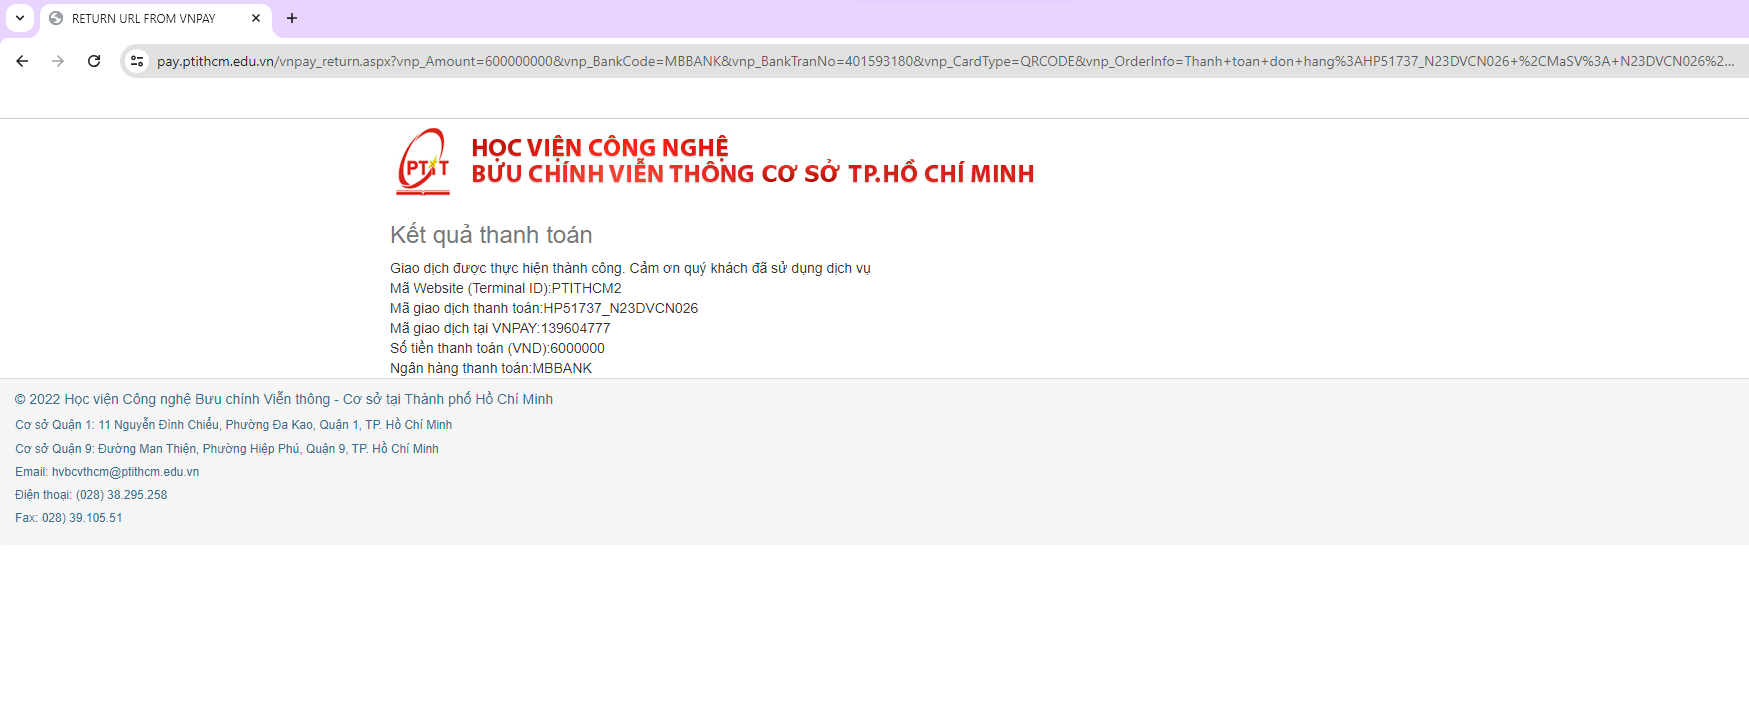 RETURN URL FROM VNPAY
pay.ptithcm.edu.vn/vnpay_return.aspx?vnp_Amount=600000000&vnp_BankCode=MBBANK&vnp_BankTranNo=401593180&vnp_CardType=QRCODE&vnp_OrderInfo=Thanh+toan+don+hang%3AHP51737_N23DVCN026+%2CMaSV%3A+N23DVCN026%2...
PTIT
HỌC VIỆN CÔNG NGHỆ
BƯU CHÍNH VIỄN THÔNG CƠ SỞ TP.HỒ CHÍ MINH
Kết quả thanh toán
Giao dịch được thực hiện thành công. Cảm ơn quý khách đã sử dụng dịch vụ
Mã Website (Terminal ID):PTITHCM2
Mã giao dịch thanh toán:HP51737_N23DVCN026
Mã giao dịch tại VNPAY:139604777
Số tiền thanh toán (VND):6000000
Ngân hàng thanh toán:MBBANK
© 2022 Học viện Công nghệ Bưu chính Viễn thông - Cơ sở tại Thành phố Hồ Chí Minh
Cơ sở Quận 1: 11 Nguyễn Đình Chiểu, Phường Đa Kao, Quận 1, TP. Hồ Chí Minh
Cơ sở Quận 9: Đường Man Thiện, Phường Hiệp Phú, Quận 9, TP. Hồ Chí Minh
Email: hvbcvthcm@ptithcm.edu.vn
Điện thoại: (028) 38.295.258
Fax: 028) 39.105.51